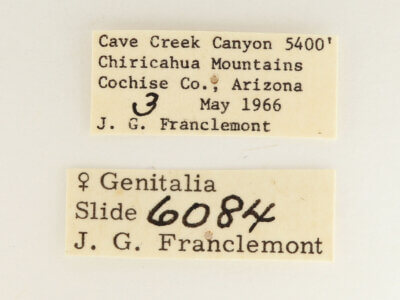 Cave Creek Canyon 5400'
Chiricahua Mountains
Cochise Co., Arizona
3 May 1966
J. G. Franclemont
♀ Genitalia
Slide 6084
J. G. Franclemont